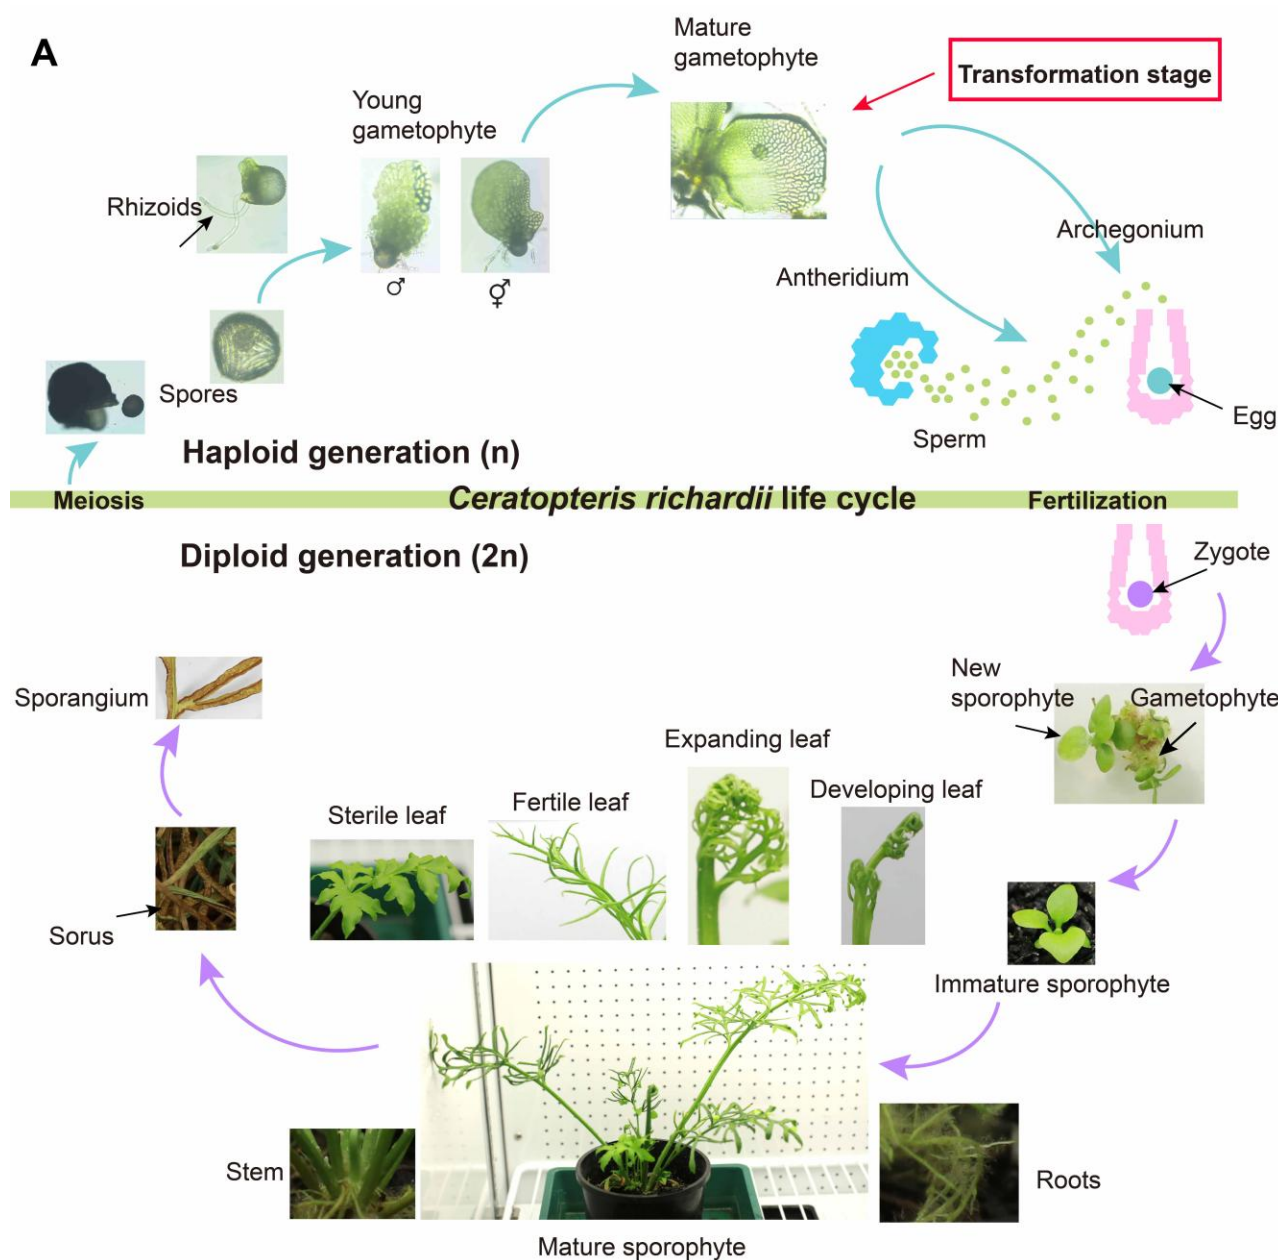 A
Mature
gametophyte
Transformation stage
Young
gametophyte
Rhizoids
♂
⚥
Archegonium
Antheridium
Spores
Sperm
Egg
Haploid generation (n)
Meiosis
Ceratopteris richardii life cycle
Fertilization
Diploid generation (2n)
Zygote
New
sporophyte
Gametophyte
Sporangium
Expanding leaf
Developing leaf
Fertile leaf
Sterile leaf
Sorus
Immature sporophyte
Stem
Roots
Mature sporophyte